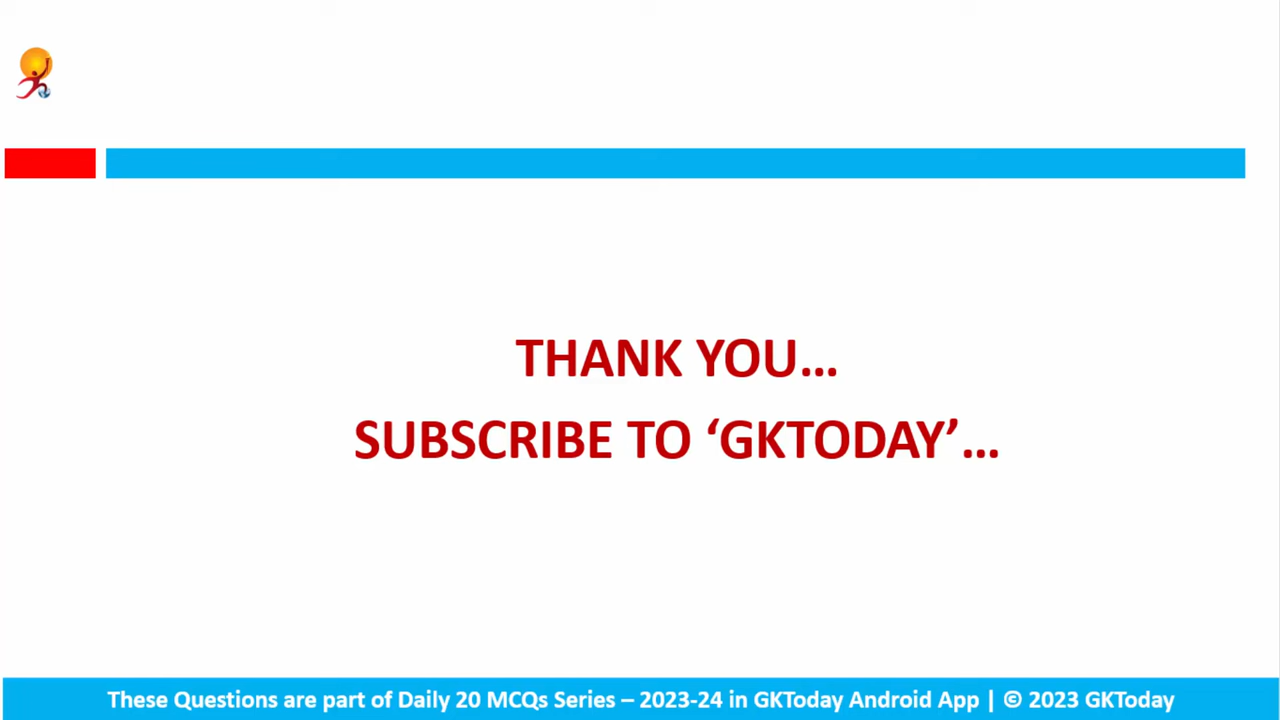 THANK YOU...
SUBSCRIBE TO ‘GKTODAY’...
These Questions are part of Daily 20 MCQs Series – 2023-24 in GKToday Android App | © 2023 GKToday